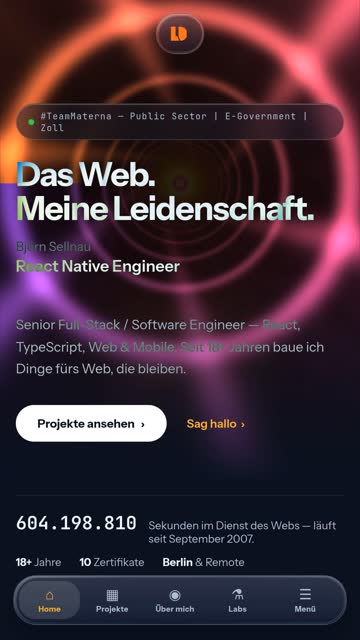 #TeamMaterna — Public Sector | E-Government |
Zoll
Das Web.
Meine Leidenschaft.
Björn Sellnau
React Native Engineer
Senior Full-Stack / Software Engineer — React,
TypeScript, Web & Mobile. Seit 18+ Jahren baue ich
Dinge fürs Web, die bleiben.
Projekte ansehen ›
Sag hallo ›
604.198.810
Sekunden im Dienst des Webs — läuft
seit September 2007.
18+ Jahre
10 Zertifikate
Berlin & Remote
Home
Projekte
Über mich
Labs
Menü